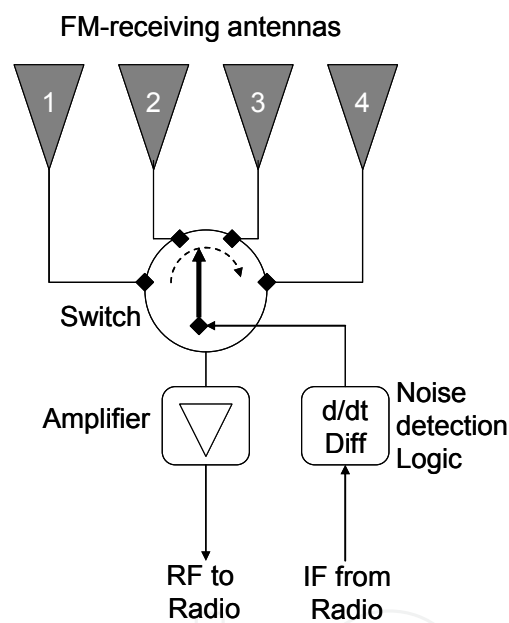 FM-receiving antennas
1 2 3 4
Switch
Amplifier
d/dt
Diff
Noise
detection
Logic
RF to
Radio
IF from
Radio